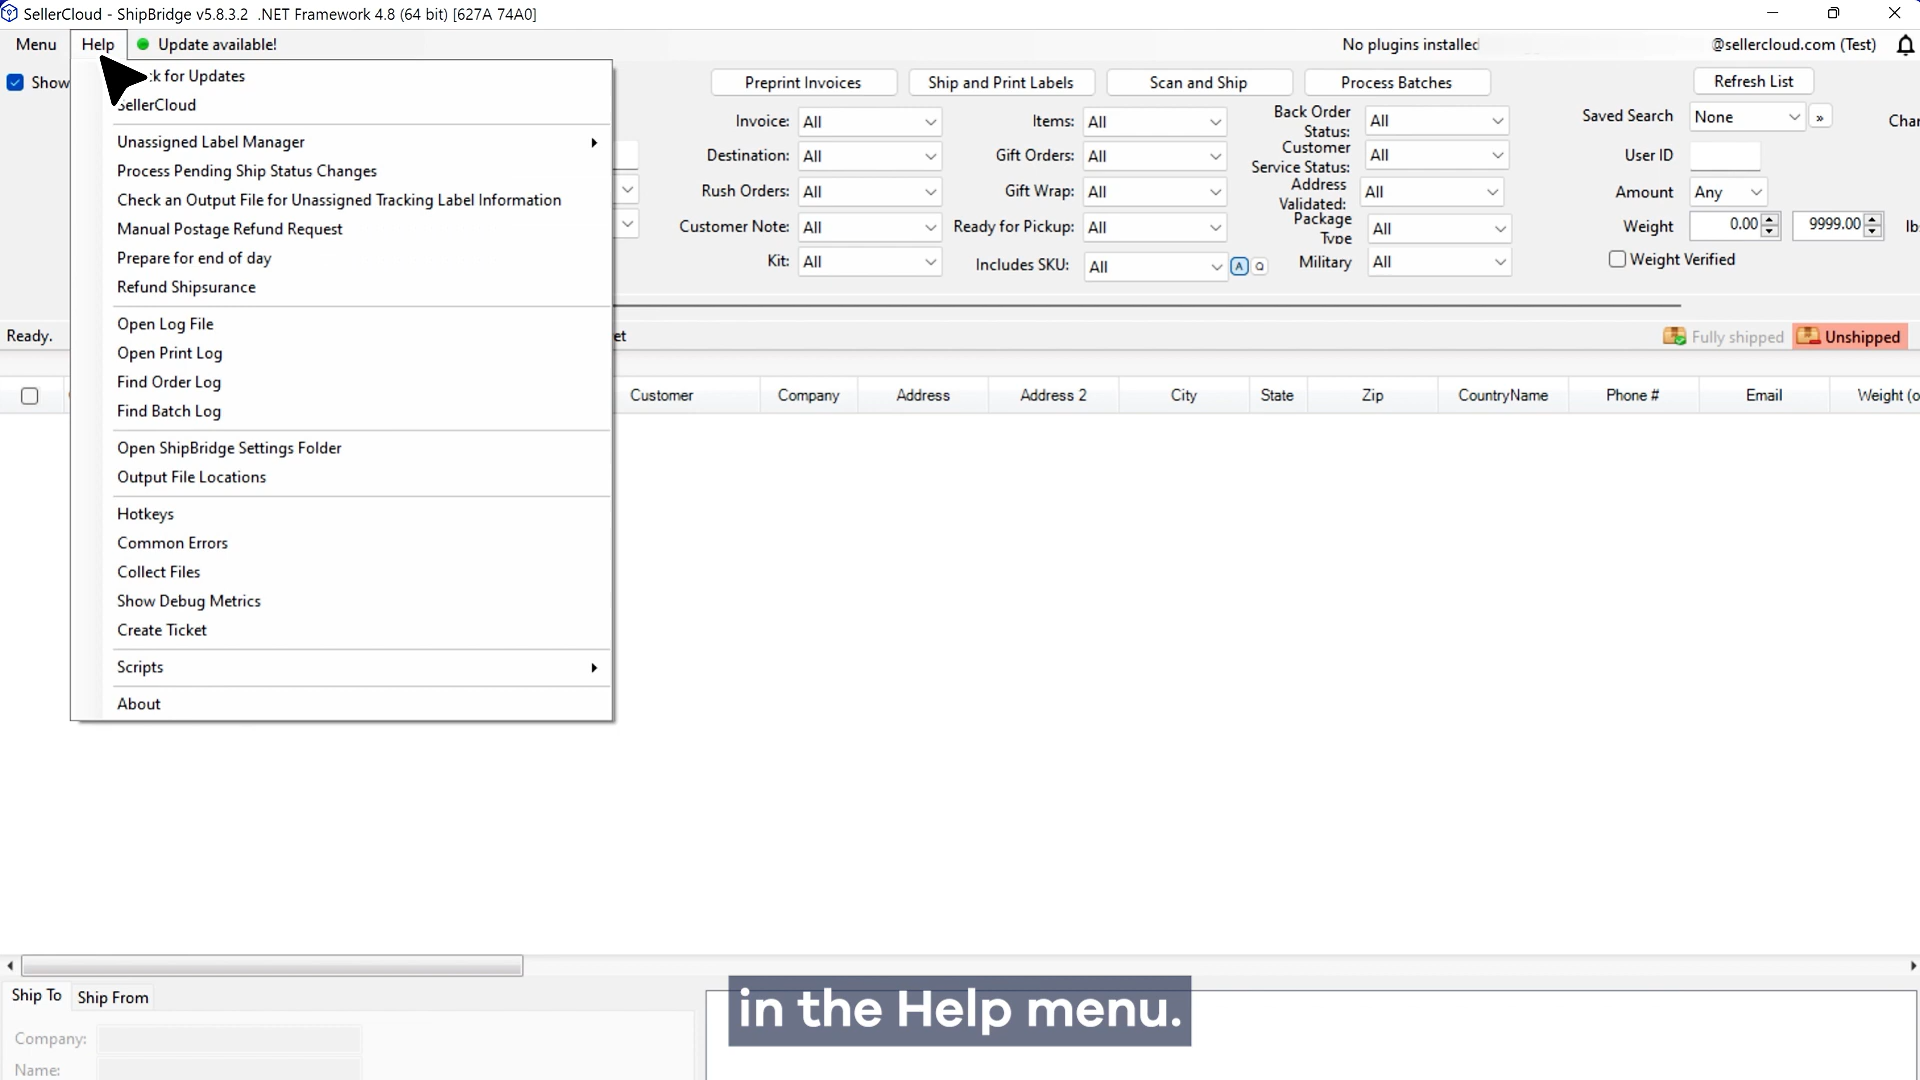 SellerCloud - ShipBridge v5.8.3.2 .NET Framework 4.8 (64 bit) [627A 74A0]
Menu Help Update available! No plugins installed @sellercloud.com (Test)
Show
for Updates
SellerCloud
Unassigned Label Manager
Process Pending Ship Status Changes
Check an Output File for Unassigned Tracking Label Information
Manual Postage Refund Request
Prepare for end of day
Refund Shipsurance
Open Log File
Open Print Log
Find Order Log
Find Batch Log
Open ShipBridge Settings Folder
Output File Locations
Hotkeys
Common Errors
Collect Files
Show Debug Metrics
Create Ticket
Scripts
About
Preprint Invoices Ship and Print Labels Scan and Ship Process Batches Refresh List
Invoice: All Items: All Back Order Status: All Saved Search None »
Destination: All Gift Orders: All Customer Service Status: All User ID
Rush Orders: All Gift Wrap: All Address Validated: All Amount Any
Customer Note: All Ready for Pickup: All Package Type All Weight 0.00 9999.00
Kit: All Includes SKU: All A Military All Weight Verified
Ready. Fully shipped Unshipped
Customer Company Address Address 2 City State Zip CountryName Phone # Email Weight (o
Ship To Ship From
Company:
Name:
in the Help menu.